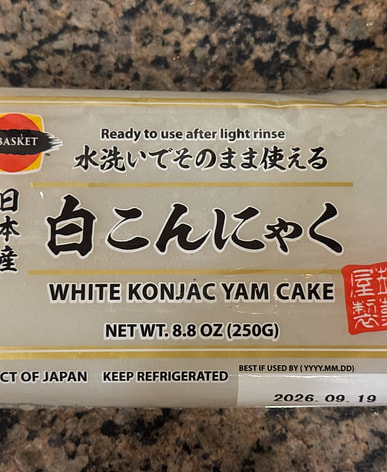 BASKET
Ready to use after light rinse
水洗いでそのまま使える
日本産
白こんにゃく
WHITE KONJAC YAM CAKE
NET WT. 8.8 OZ (250G)
屋製
CT OF JAPAN KEEP REFRIGERATED
BEST IF USED BY (YYYY.MM.DD)
2026. 09. 19